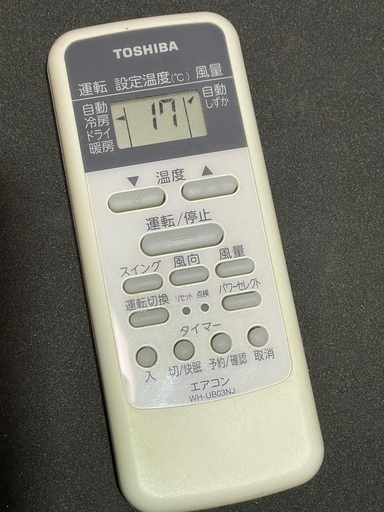 TOSHIBA
運転 設定温度(℃) 風量
自動 17 自動
冷房 しずか
ドライ
暖房
▼ 温度 ▲
運転/停止
スイング 風向 風量
運転切換 リセット 点検 パワーセレクト
タイマー
入 切/快眠 予約/確認 取消
エアコン
WH-UB03NJ